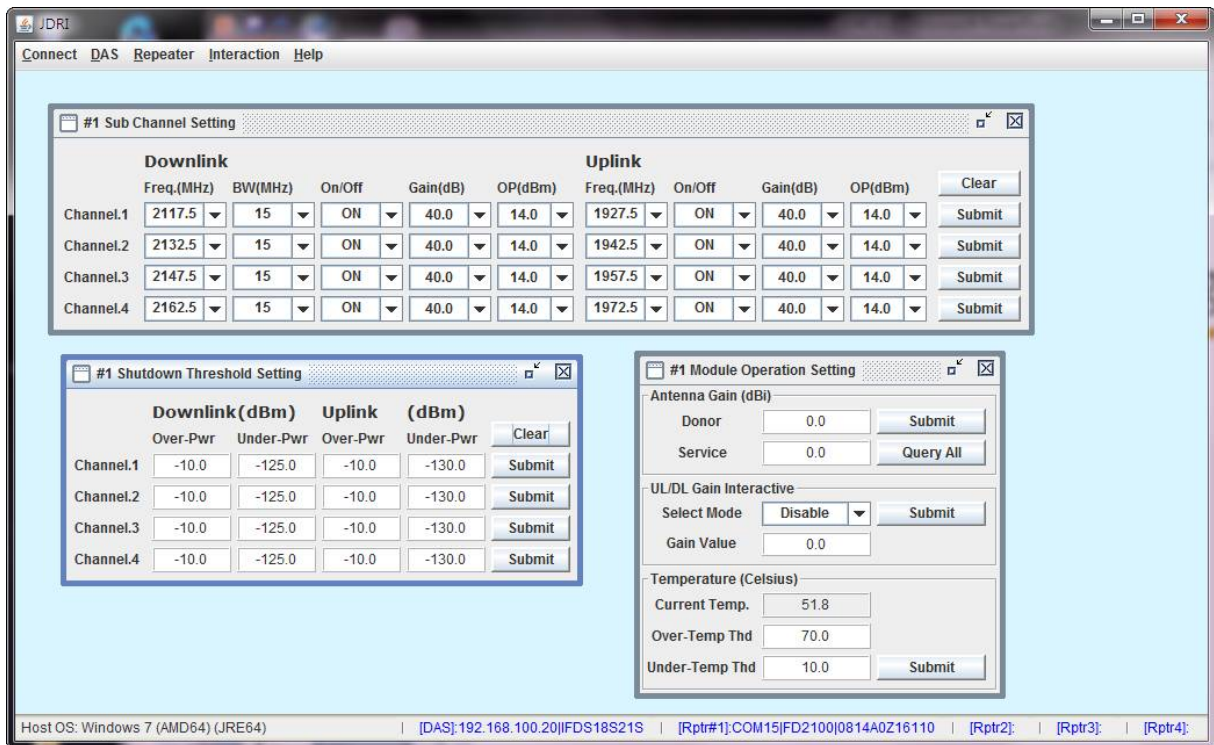 JDRI
Connect DAS Repeater Interaction Help
#1 Sub Channel Setting
Downlink Uplink
Freq.(MHz) BW(MHz) On/Off Gain(dB) OP(dBm) Freq.(MHz) On/Off Gain(dB) OP(dBm) Clear
Channel.1 2117.5 15 ON 40.0 14.0 1927.5 ON 40.0 14.0 Submit
Channel.2 2132.5 15 ON 40.0 14.0 1942.5 ON 40.0 14.0 Submit
Channel.3 2147.5 15 ON 40.0 14.0 1957.5 ON 40.0 14.0 Submit
Channel.4 2162.5 15 ON 40.0 14.0 1972.5 ON 40.0 14.0 Submit
#1 Shutdown Threshold Setting
Downlink(dBm) Uplink (dBm)
Over-Pwr Under-Pwr Over-Pwr Under-Pwr Clear
Channel.1 -10.0 -125.0 -10.0 -130.0 Submit
Channel.2 -10.0 -125.0 -10.0 -130.0 Submit
Channel.3 -10.0 -125.0 -10.0 -130.0 Submit
Channel.4 -10.0 -125.0 -10.0 -130.0 Submit
#1 Module Operation Setting
Antenna Gain (dBi)
Donor 0.0 Submit
Service 0.0 Query All
UL/DL Gain Interactive
Select Mode Disable Submit
Gain Value 0.0
Temperature (Celsius)
Current Temp. 51.8
Over-Temp Thd 70.0
Under-Temp Thd 10.0 Submit
Host OS: Windows 7 (AMD64) (JRE64) | [DAS]:192.168.100.20|IFDS18S21S | [Rptr#1]:COM15|FD2100|0814A0Z16110 | [Rptr2]: | [Rptr3]: | [Rptr4]: